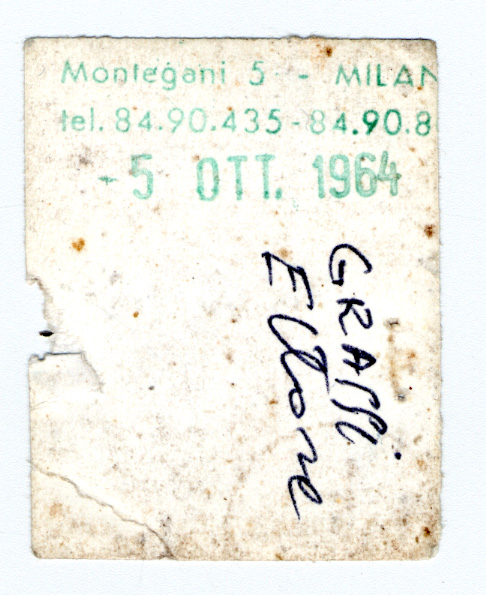 Montegani 5 - MILAN
tel. 84.90.435-84.90.8
-5 OTT. 1964
GRASSI
Ettore